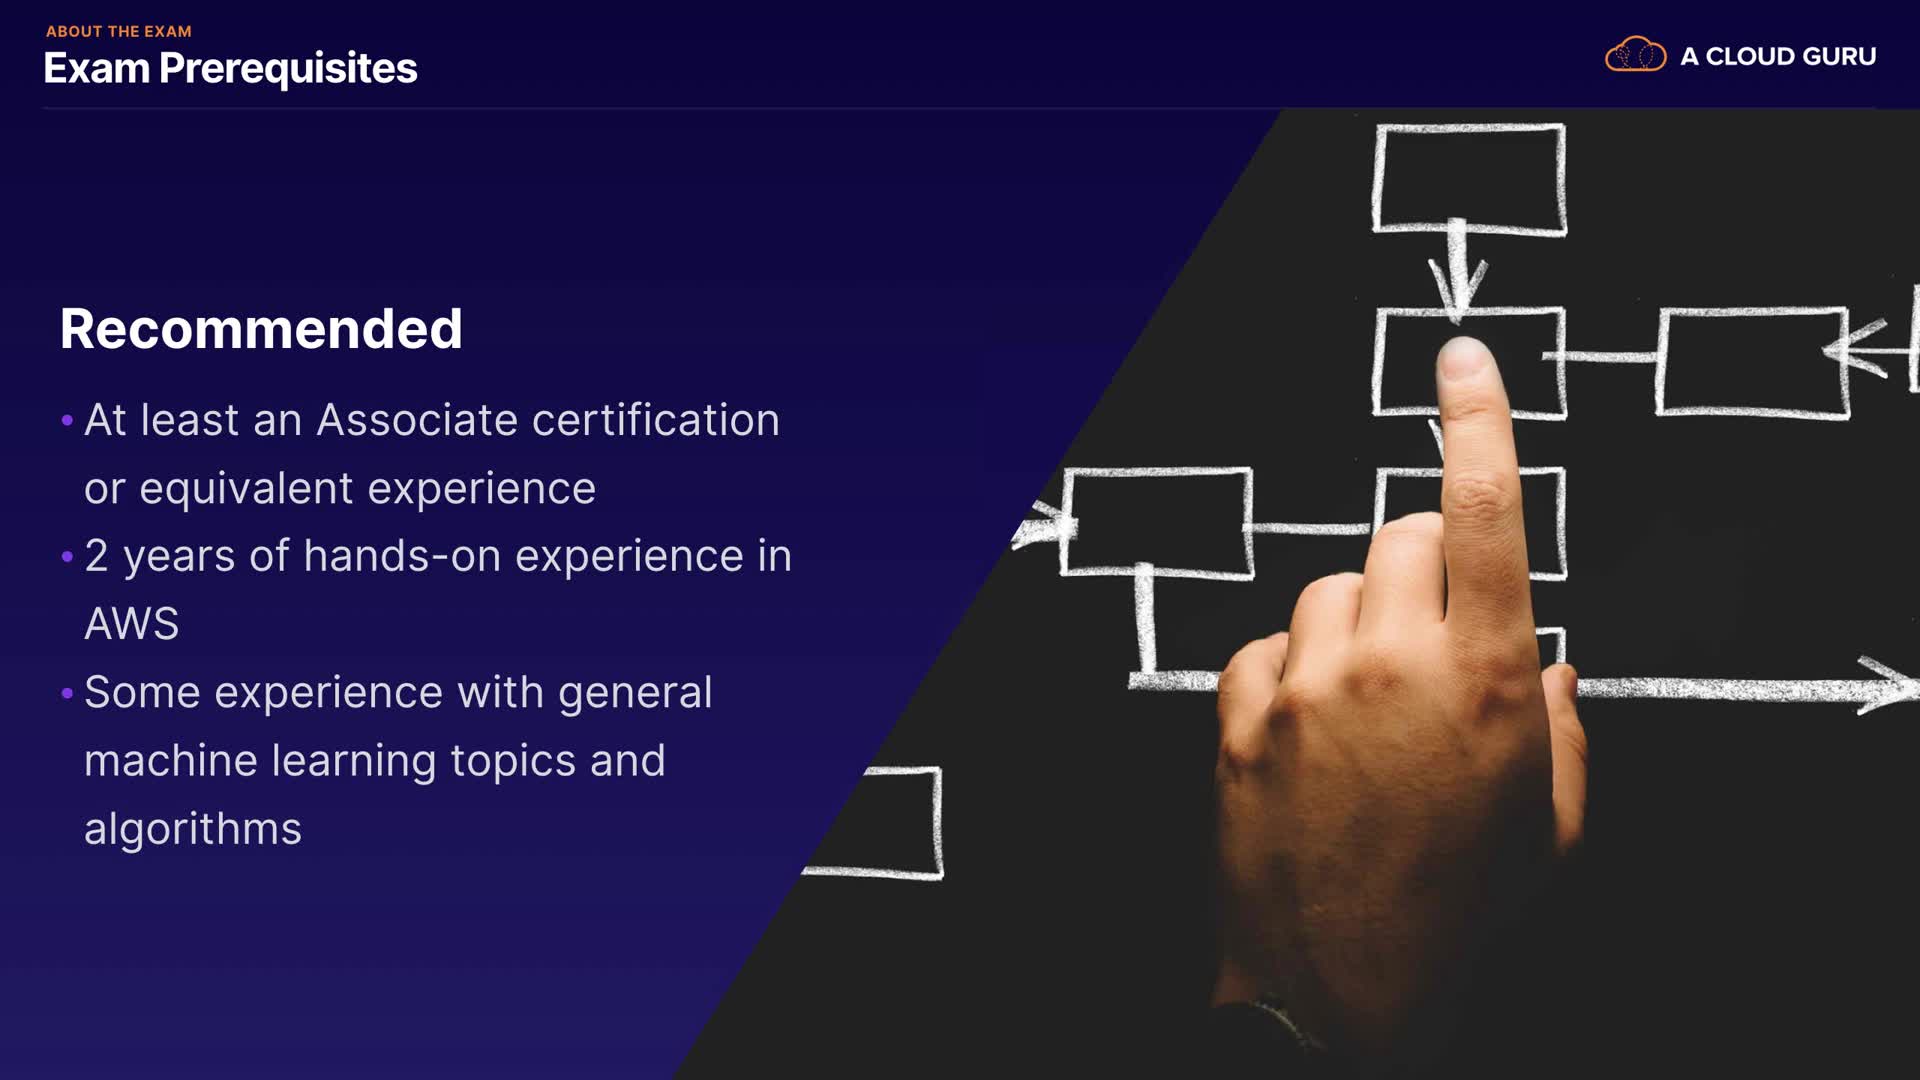 ABOUT THE EXAM
Exam Prerequisites
A CLOUD GURU
Recommended
• At least an Associate certification
or equivalent experience
• 2 years of hands-on experience in
AWS
• Some experience with general
machine learning topics and
algorithms